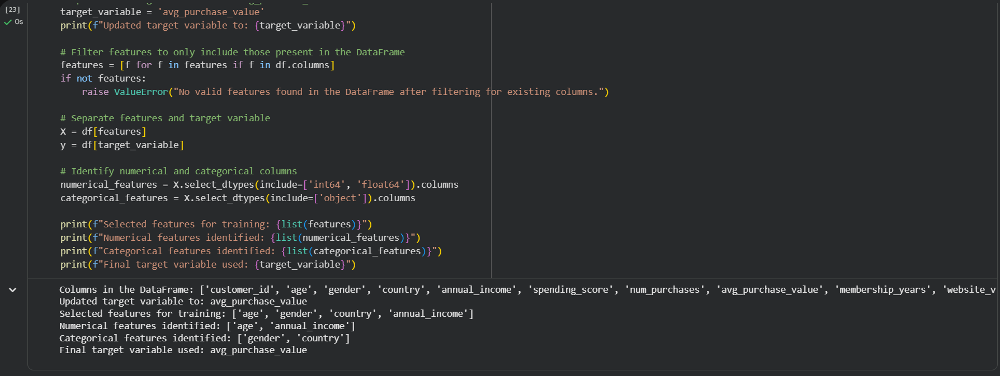 [23]
0s
target_variable = 'avg_purchase_value'
print(f"Updated target variable to: {target_variable}")
# Filter features to only include those present in the DataFrame
features = [f for f in features if f in df.columns]
if not features:
    raise ValueError("No valid features found in the DataFrame after filtering for existing columns.")
# Separate features and target variable
X = df[features]
y = df[target_variable]
# Identify numerical and categorical columns
numerical_features = X.select_dtypes(include=['int64', 'float64']).columns
categorical_features = X.select_dtypes(include=['object']).columns
print(f"Selected features for training: {list(features)}")
print(f"Numerical features identified: {list(numerical_features)}")
print(f"Categorical features identified: {list(categorical_features)}")
print(f"Final target variable used: {target_variable}")
Columns in the DataFrame: ['customer_id', 'age', 'gender', 'country', 'annual_income', 'spending_score', 'num_purchases', 'avg_purchase_value', 'membership_years', 'website_v
Updated target variable to: avg_purchase_value
Selected features for training: ['age', 'gender', 'country', 'annual_income']
Numerical features identified: ['age', 'annual_income']
Categorical features identified: ['gender', 'country']
Final target variable used: avg_purchase_value